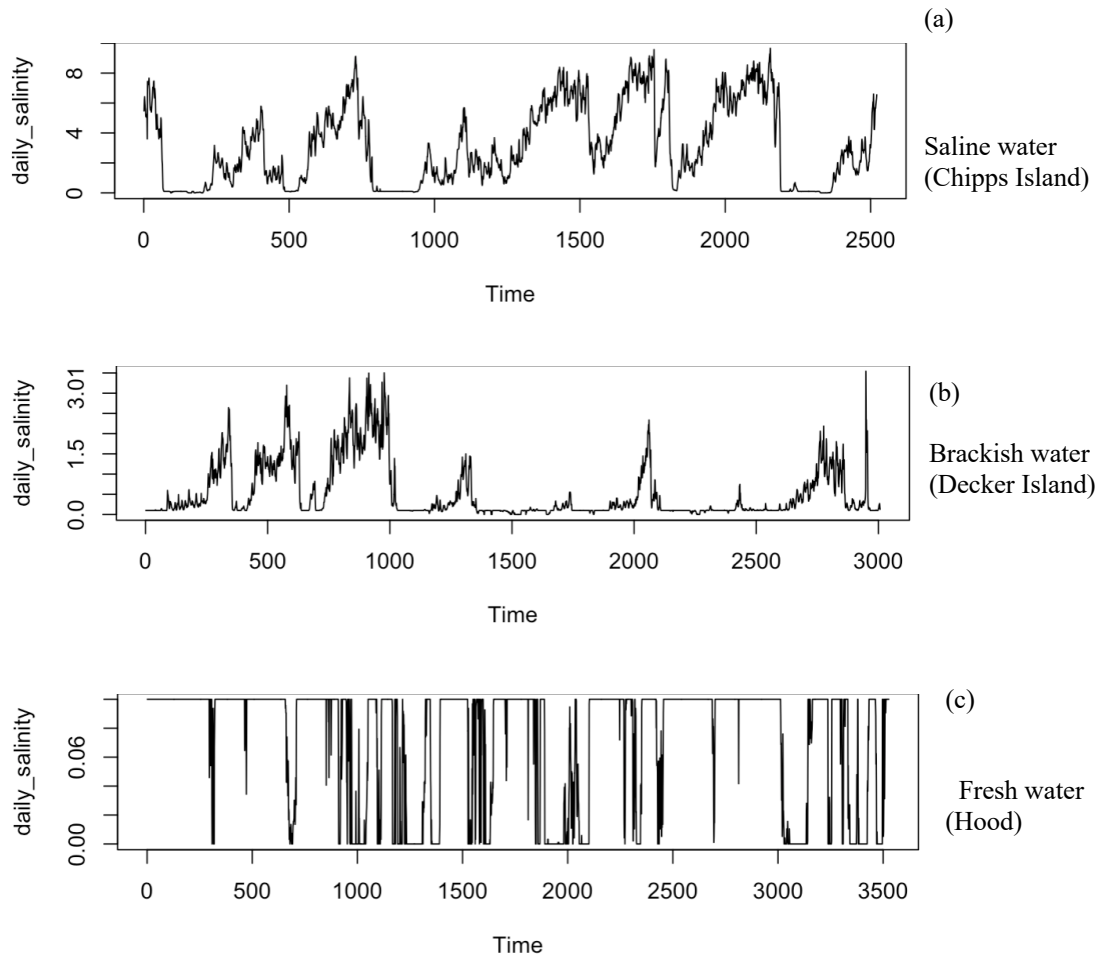 (a)
daily_salinity
0 4 8
Saline water
(Chipps Island)
0 500 1000 1500 2000 2500
Time
(b)
daily_salinity
0.0 1.5 3.01
Brackish water
(Decker Island)
0 500 1000 1500 2000 2500 3000
Time
(c)
daily_salinity
0.00 0.06
Fresh water
(Hood)
0 500 1000 1500 2000 2500 3000 3500
Time